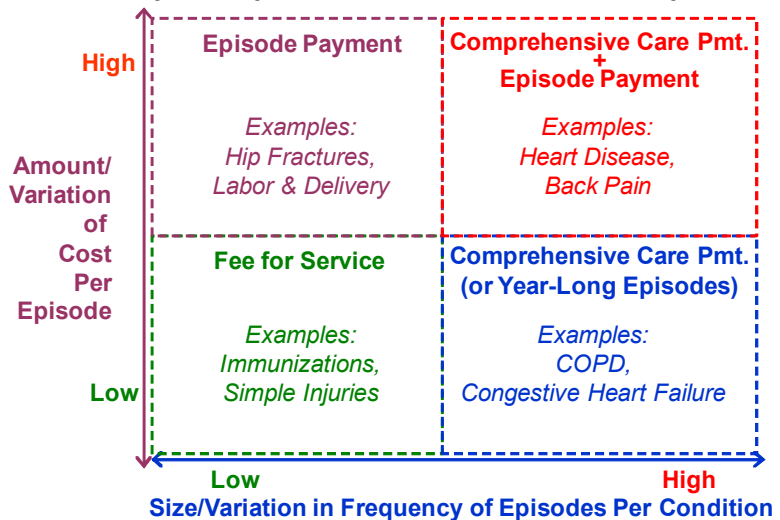 Episode Payment
Comprehensive Care Pmt.
+
Episode Payment
High
Examples:
Hip Fractures,
Labor & Delivery
Examples:
Heart Disease,
Back Pain
Amount/
Variation
of
Cost
Per
Episode
Fee for Service
Comprehensive Care Pmt.
(or Year-Long Episodes)
Examples:
Immunizations,
Simple Injuries
Examples:
COPD,
Congestive Heart Failure
Low
Low
High
Size/Variation in Frequency of Episodes Per Condition